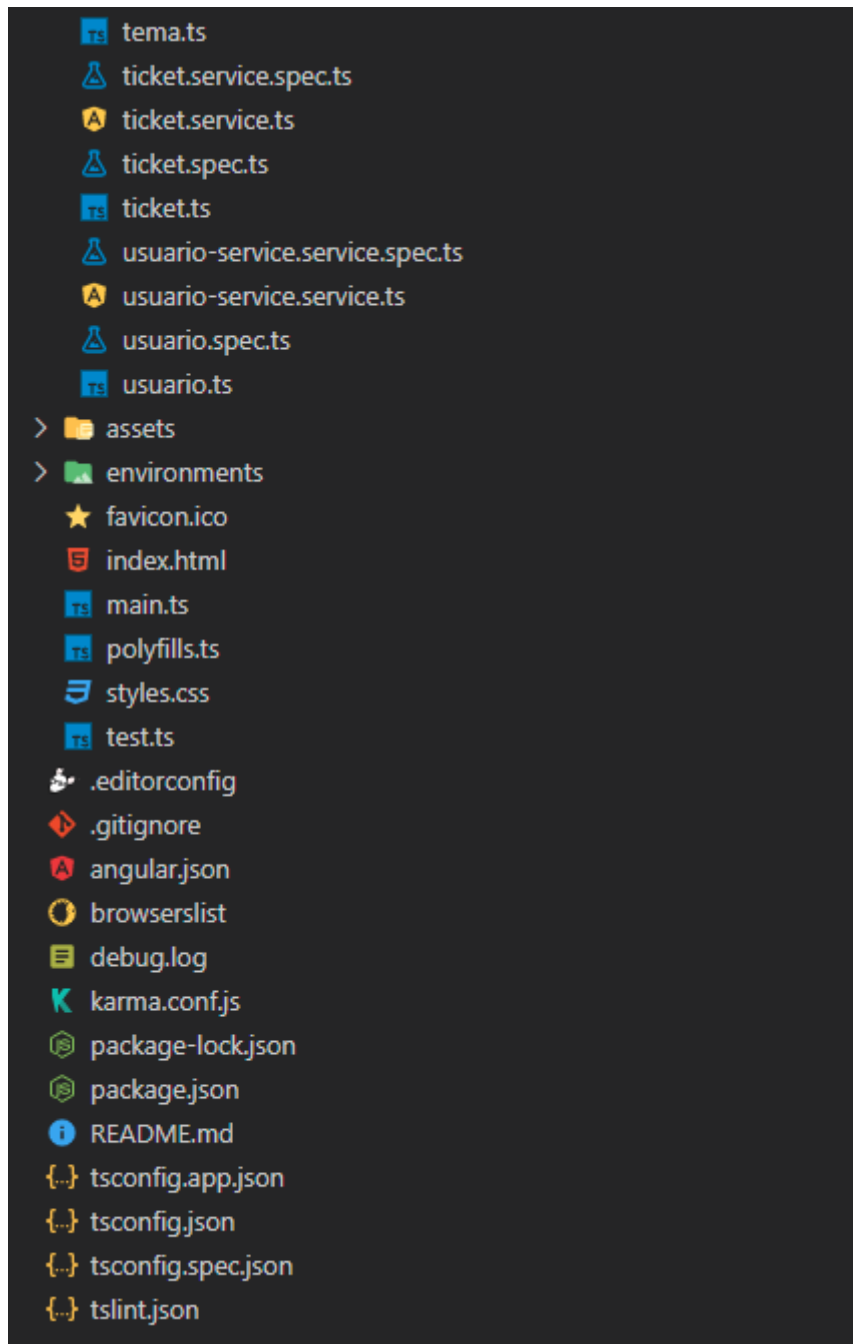 tema.ts
ticket.service.spec.ts
ticket.service.ts
ticket.spec.ts
ticket.ts
usuario-service.service.spec.ts
usuario-service.service.ts
usuario.spec.ts
usuario.ts
assets
environments
favicon.ico
index.html
main.ts
polyfills.ts
styles.css
test.ts
.editorconfig
.gitignore
angular.json
browserslist
debug.log
karma.conf.js
package-lock.json
package.json
README.md
tsconfig.app.json
tsconfig.json
tsconfig.spec.json
tslint.json